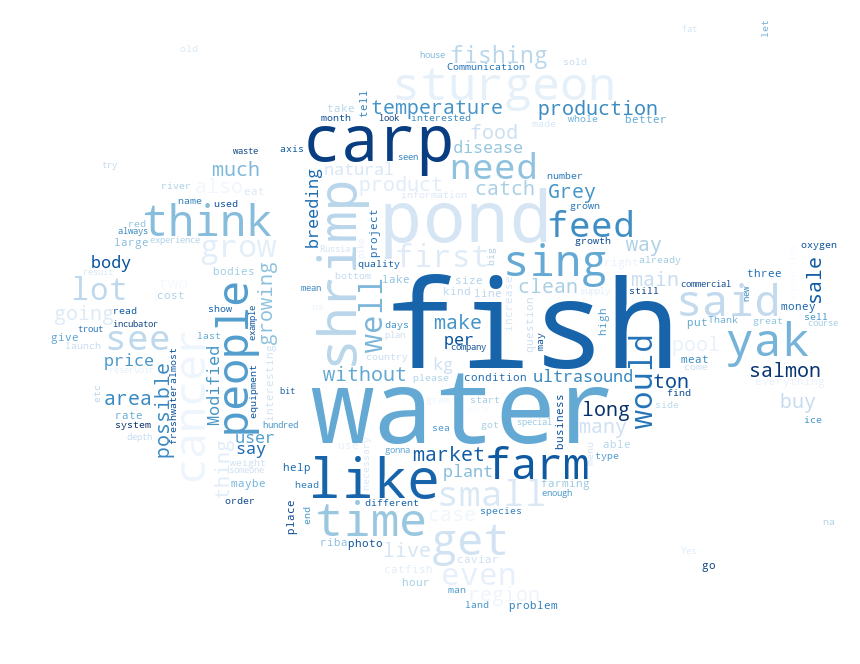 fat
let
old
house
fishing
sold
Communication
sturgeon
take
tell
temperature
production
month
look
interested
made
whole
better
waste
axis
carp
food
disease
seen
try
much
natural
need
river
also
eat
product
catch
Grey
number
name
used
breeding
information
grown
red
think
project
pond
feed
always
large
experience
grow
Russia
first
sing
growth
way
oxygen
body
quality
bottom
big
right
already
result
bodies
growing
shrimp
well
lake
size
clean
main
three
lot
two
cost
kind
line
still
commercial
sale
going
read
show
days
fish
increase
said
new
money
give
trout
incubator
last
people
example
make
question
high
put
Thank
great
sell
launch
see
country
per
may
pool
yak
course
price
company
meat
cancer
Modified
interesting
kg
would
come
salmon
possible
without
please
condition
ultrasound
ton
everything
etc
area
equipment
bit
water
find
buy
rate
freshwateralmost
start
business
long
side
ice
system
hundred
sea
got
special
many
depth
user
say
market
able
na
weight
thing
use
necessary
plant
farm
type
someone
help
like
farming
maybe
head
small
enough
order
place
end
different
time
case
species
riba
photo
live
get
Yes
caviar
catfish
even
go
hour
region
man
land
problem